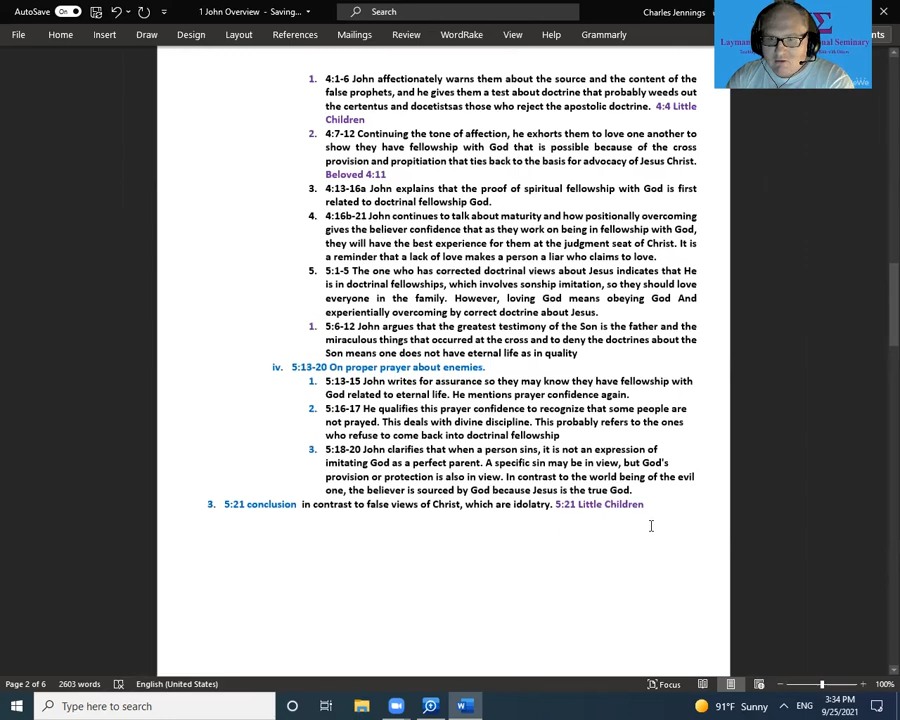 AutoSave On 1 John Overview - Saving... Search Charles Jennings
File Home Insert Draw Design Layout References Mailings Review WordRake View Help Grammarly
1. 4:1-6 John affectionately warns them about the source and the content of the
false prophets, and he gives them a test about doctrine that probably weeds out
the certentus and docetistsas those who reject the apostolic doctrine. 4:4 Little
Children
2. 4:7-12 Continuing the tone of affection, he exhorts them to love one another to
show they have fellowship with God that is possible because of the cross
provision and propitiation that ties back to the basis for advocacy of Jesus Christ.
Beloved 4:11
3. 4:13-16a John explains that the proof of spiritual fellowship with God is first
related to doctrinal fellowship God.
4. 4:16b-21 John continues to talk about maturity and how positionally overcoming
gives the believer confidence that as they work on being in fellowship with God,
they will have the best experience for them at the judgment seat of Christ. It is
a reminder that a lack of love makes a person a liar who claims to love.
5. 5:1-5 The one who has corrected doctrinal views about Jesus indicates that He
is in doctrinal fellowships, which involves sonship imitation, so they should love
everyone in the family. However, loving God means obeying God And
experientially overcoming by correct doctrine about Jesus.
1. 5:6-12 John argues that the greatest testimony of the Son is the father and the
miraculous things that occurred at the cross and to deny the doctrines about the
Son means one does not have eternal life as in quality
iv. 5:13-20 On proper prayer about enemies.
1. 5:13-15 John writes for assurance so they may know they have fellowship with
God related to eternal life. He mentions prayer confidence again.
2. 5:16-17 He qualifies this prayer confidence to recognize that some people are
not prayed. This deals with divine discipline. This probably refers to the ones
who refuse to come back into doctrinal fellowship
3. 5:18-20 John clarifies that when a person sins, it is not an expression of
imitating God as a perfect parent. A specific sin may be in view, but God's
provision or protection is also in view. In contrast to the world being of the evil
one, the believer is sourced by God because Jesus is the true God.
3. 5:21 conclusion in contrast to false views of Christ, which are idolatry. 5:21 Little Children
Page 2 of 6 2603 words English (United States) Focus 100%
Type here to search 91°F Sunny ENG 3:34 PM
9/25/2021